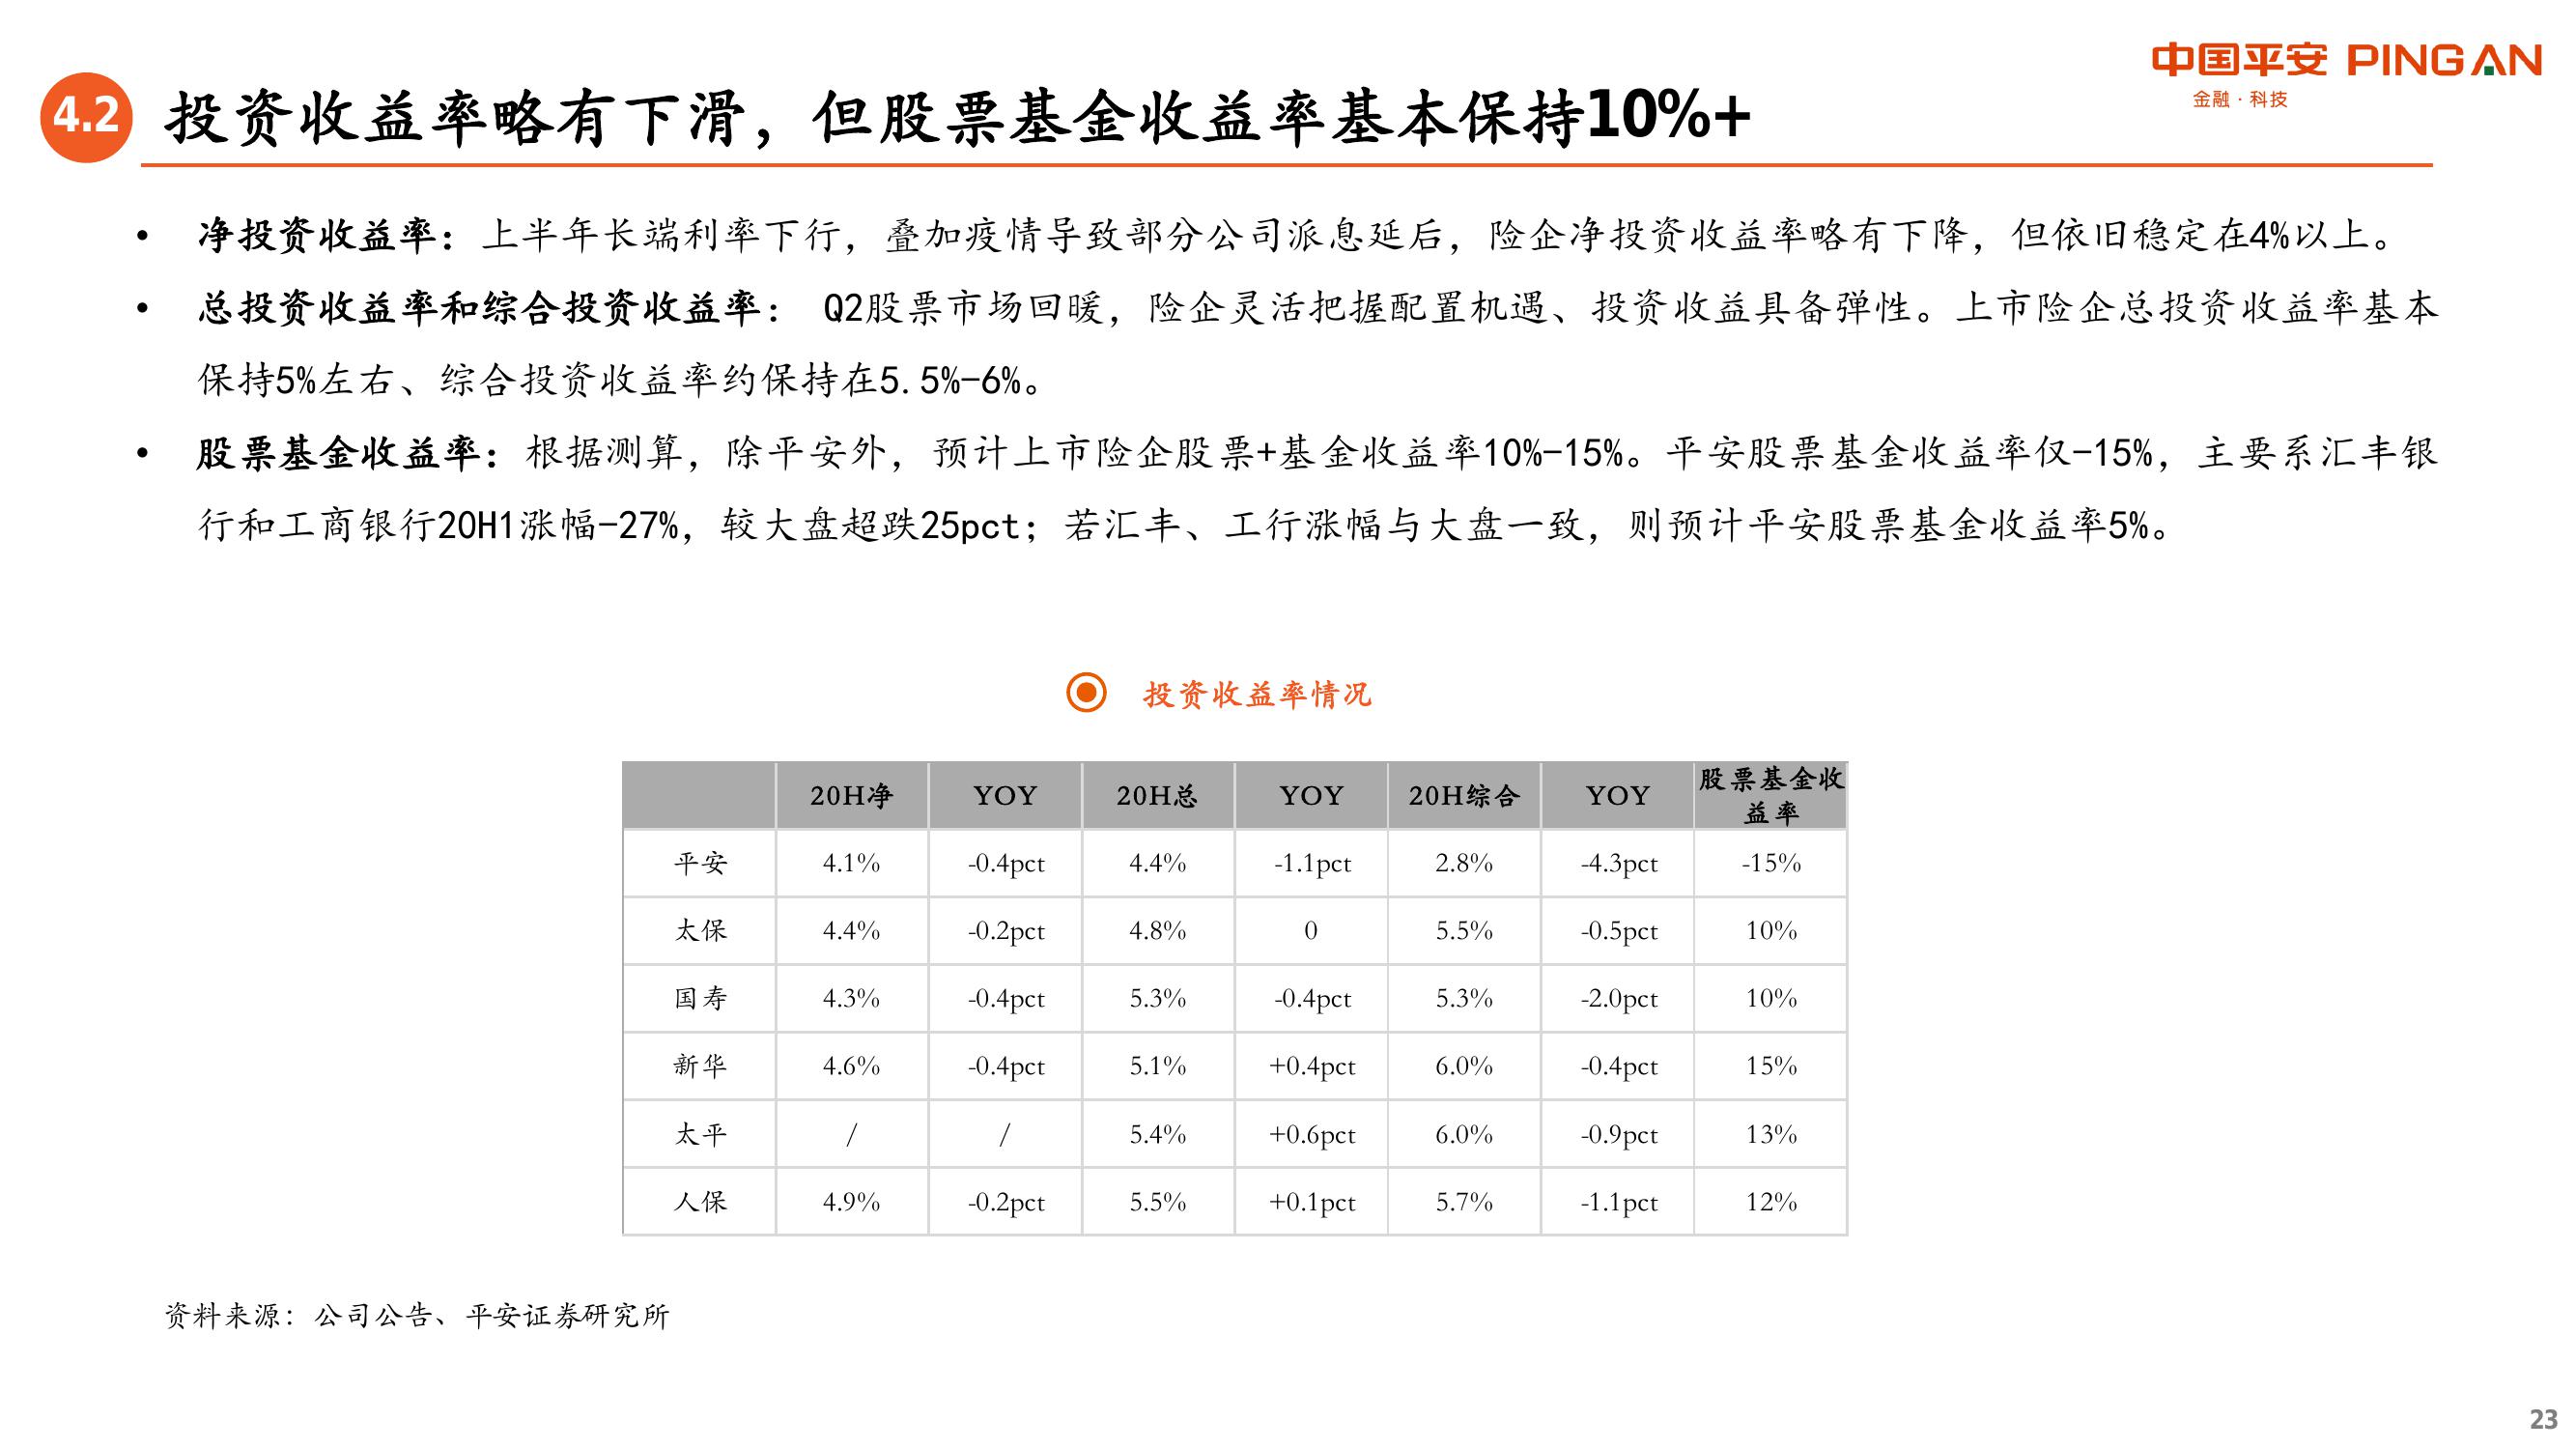 中国平安 PINGAN
金融·科技
4.2 投资收益率略有下滑，但股票基金收益率基本保持10%+
• 净投资收益率：上半年长端利率下行，叠加疫情导致部分公司派息延后，险企净投资收益率略有下降，但依旧稳定在4%以上。
• 总投资收益率和综合投资收益率： Q2股票市场回暖，险企灵活把握配置机遇、投资收益具备弹性。上市险企总投资收益率基本
保持5%左右、综合投资收益率约保持在5.5%-6%。
• 股票基金收益率：根据测算，除平安外，预计上市险企股票+基金收益率10%-15%。平安股票基金收益率仅-15%，主要系汇丰银
行和工商银行20H1涨幅-27%，较大盘超跌25pct；若汇丰、工行涨幅与大盘一致，则预计平安股票基金收益率5%。
投资收益率情况
20H净 YOY 20H总 YOY 20H综合 YOY 股票基金收
益率
平安 4.1% -0.4pct 4.4% -1.1pct 2.8% -4.3pct -15%
太保 4.4% -0.2pct 4.8% 0 5.5% -0.5pct 10%
国寿 4.3% -0.4pct 5.3% -0.4pct 5.3% -2.0pct 10%
新华 4.6% -0.4pct 5.1% +0.4pct 6.0% -0.4pct 15%
太平 / / 5.4% +0.6pct 6.0% -0.9pct 13%
人保 4.9% -0.2pct 5.5% +0.1pct 5.7% -1.1pct 12%
资料来源：公司公告、平安证券研究所
23